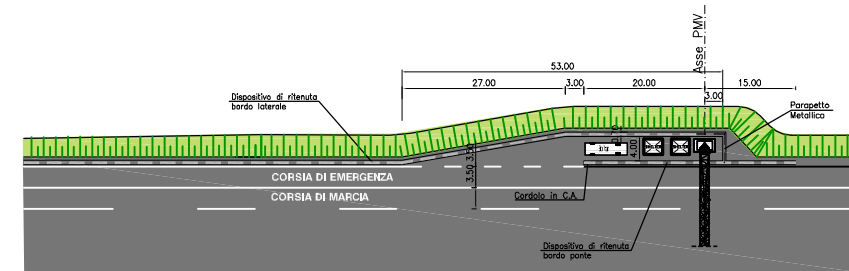 Asse PMV
53.00
27.00
3.00
20.00
15.00
3.00
Dispositivo di ritenuta
bordo laterale
Parapetto
Metallico
4.00
3.50
3.50
CORSIA DI EMERGENZA
CORSIA DI MARCIA
Cordolo in C.A.
Dispositivo di ritenuta
bordo ponte